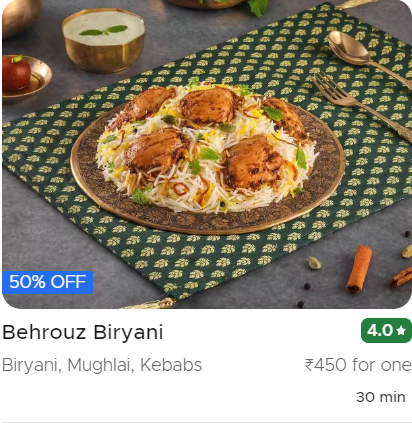 50% OFF
Behrouz Biryani 4.0★
Biryani, Mughlai, Kebabs ₹450 for one
30 min